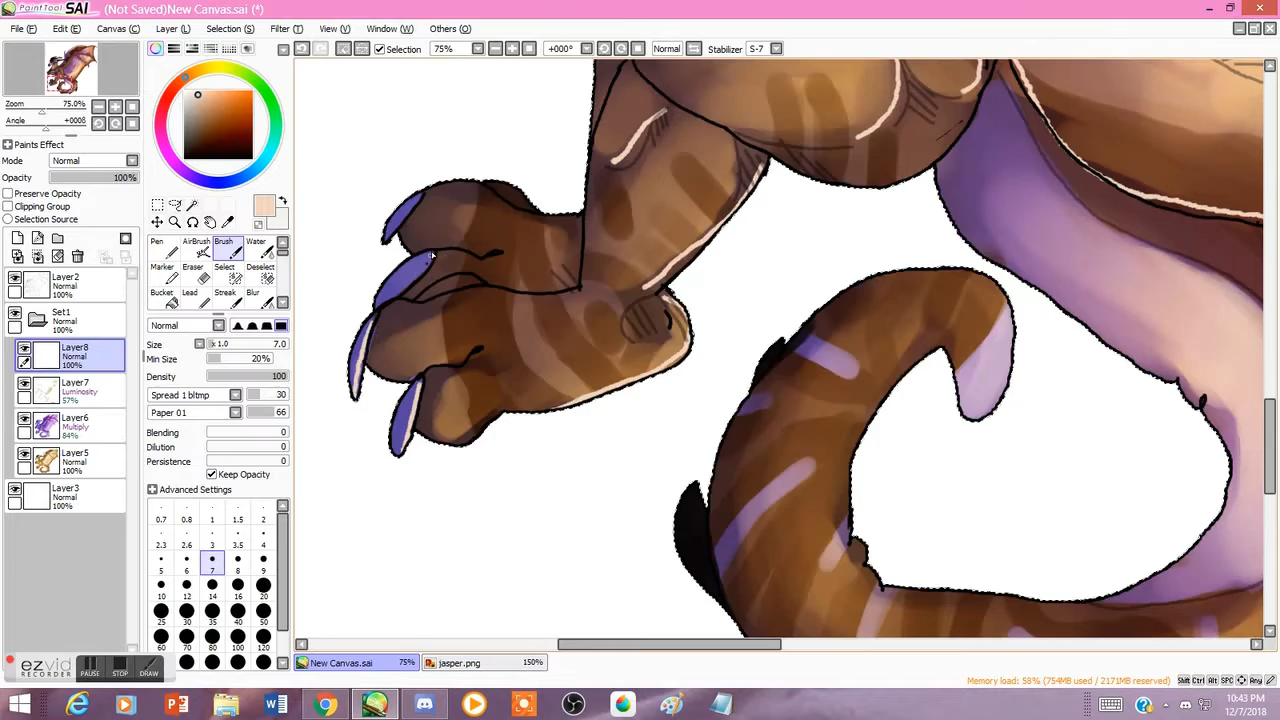 PaintTool SAI (Not Saved)New Canvas.sai (*)
File (F) Edit (E) Canvas (C) Layer (L) Selection (S) Filter (T) View (V) Window (W) Others (O)
Selection 75% +000° Normal Stabilizer S-7
Zoom 75.0%
Angle +0008
Paints Effect
Mode Normal
Opacity 100%
Preserve Opacity
Clipping Group
Selection Source
Layer2
100%
Set1
Normal
100%
Layer8
Normal
100%
Layer7
Luminosity
57%
Layer6
Multiply
84%
Layer5
Normal
100%
Layer3
Normal
100%
Pen AirBrush Brush Water
Marker Eraser Select Deselect
Bucket Lead Streak Blur
Normal
Size x 1.0 7.0
Min Size 20%
Density 100
Spread 1 bltmp 30
Paper 01 66
Blending 0
Dilution 0
Persistence 0
Keep Opacity
Advanced Settings
0.7 0.8 1 1.5 2
2.3 2.6 3 3.5 4
5 6 7 8 9
10 12 14 16 20
25 30 35 40 50
60 70 80 100 120
New Canvas.sai 75% jasper.png 150%
ezvid
RECORDER
PAUSE STOP DRAW
Memory load: 58% (754MB used / 2171MB reserved)
Shift Ctrl Alt SPC Any
10:43 PM
12/7/2018